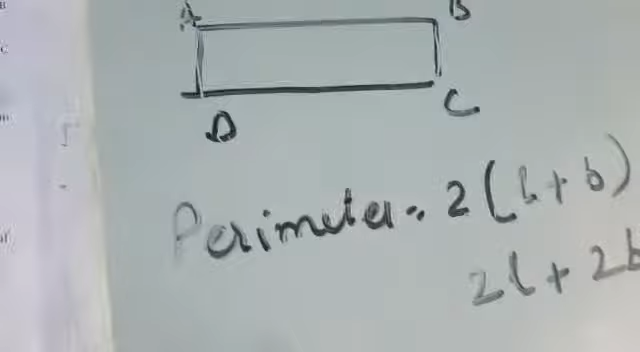 A B
D C
Perimeter = 2(l+b)
2l + 2b